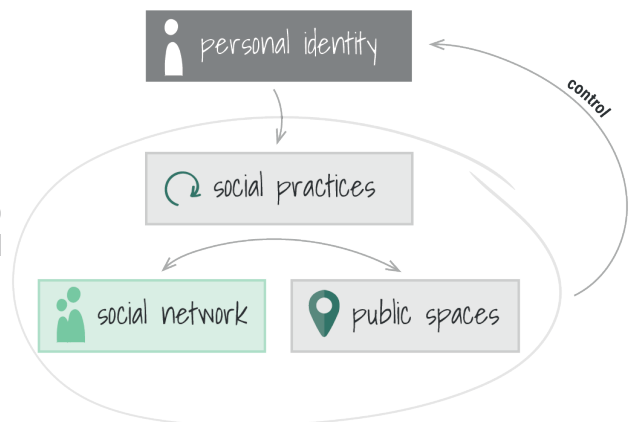 personal identity
control
social practices
social network
public spaces